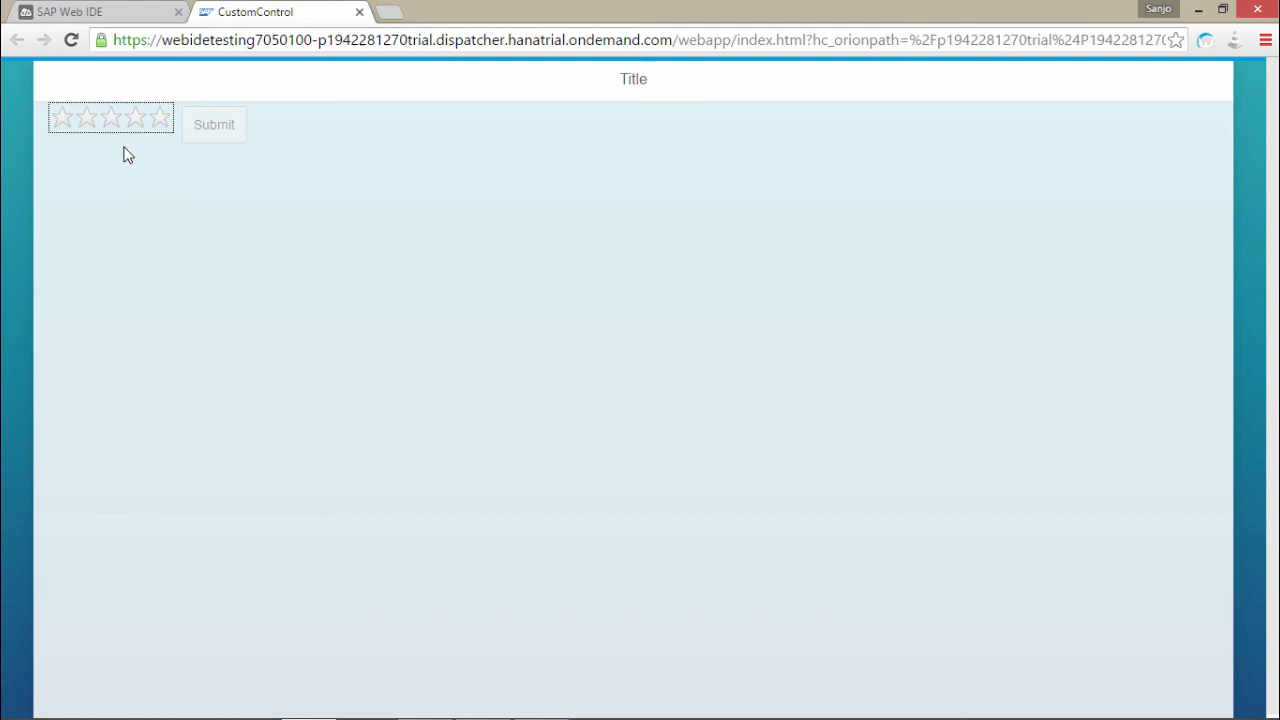 SAP Web IDE
SAP CustomControl
Sanjo
https://webidetesting7050100-p1942281270trial.dispatcher.hanatrial.ondemand.com/webapp/index.html?hc_orionpath=%2Fp1942281270trial%24P194228127(
Title
Submit